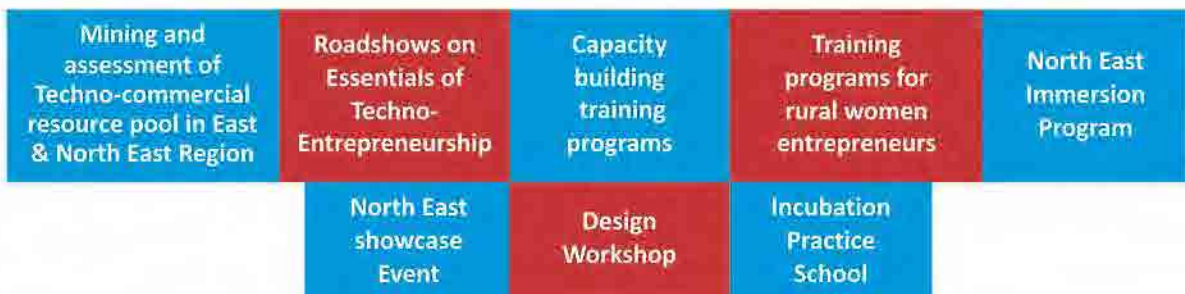 Mining and
assessment of
Techno-commercial
resource pool in East
& North East Region
Roadshows on
Essentials of
Techno-
Entrepreneurship
Capacity
building
training
programs
Training
programs for
rural women
entrepreneurs
North East
Immersion
Program
North East
showcase
Event
Design
Workshop
Incubation
Practice
School